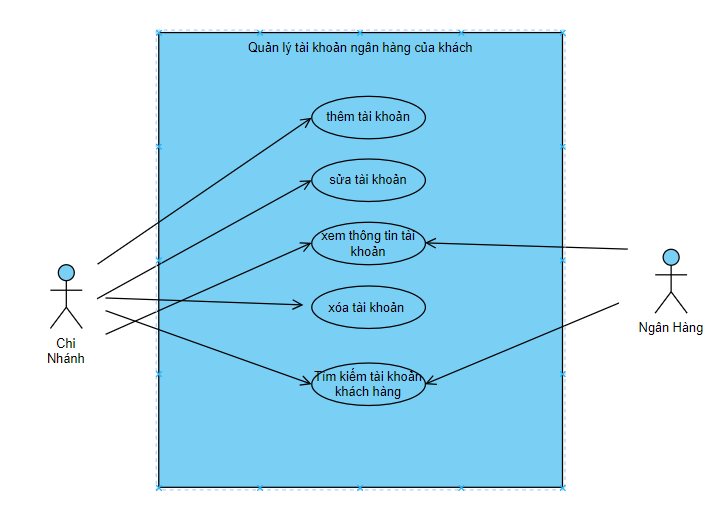 Quản lý tài khoản ngân hàng của khách
thêm tài khoản
sửa tài khoản
xem thông tin tài
khoản
xóa tài khoản
Tìm kiếm tài khoản
khách hàng
Chi
Nhánh
Ngân Hàng